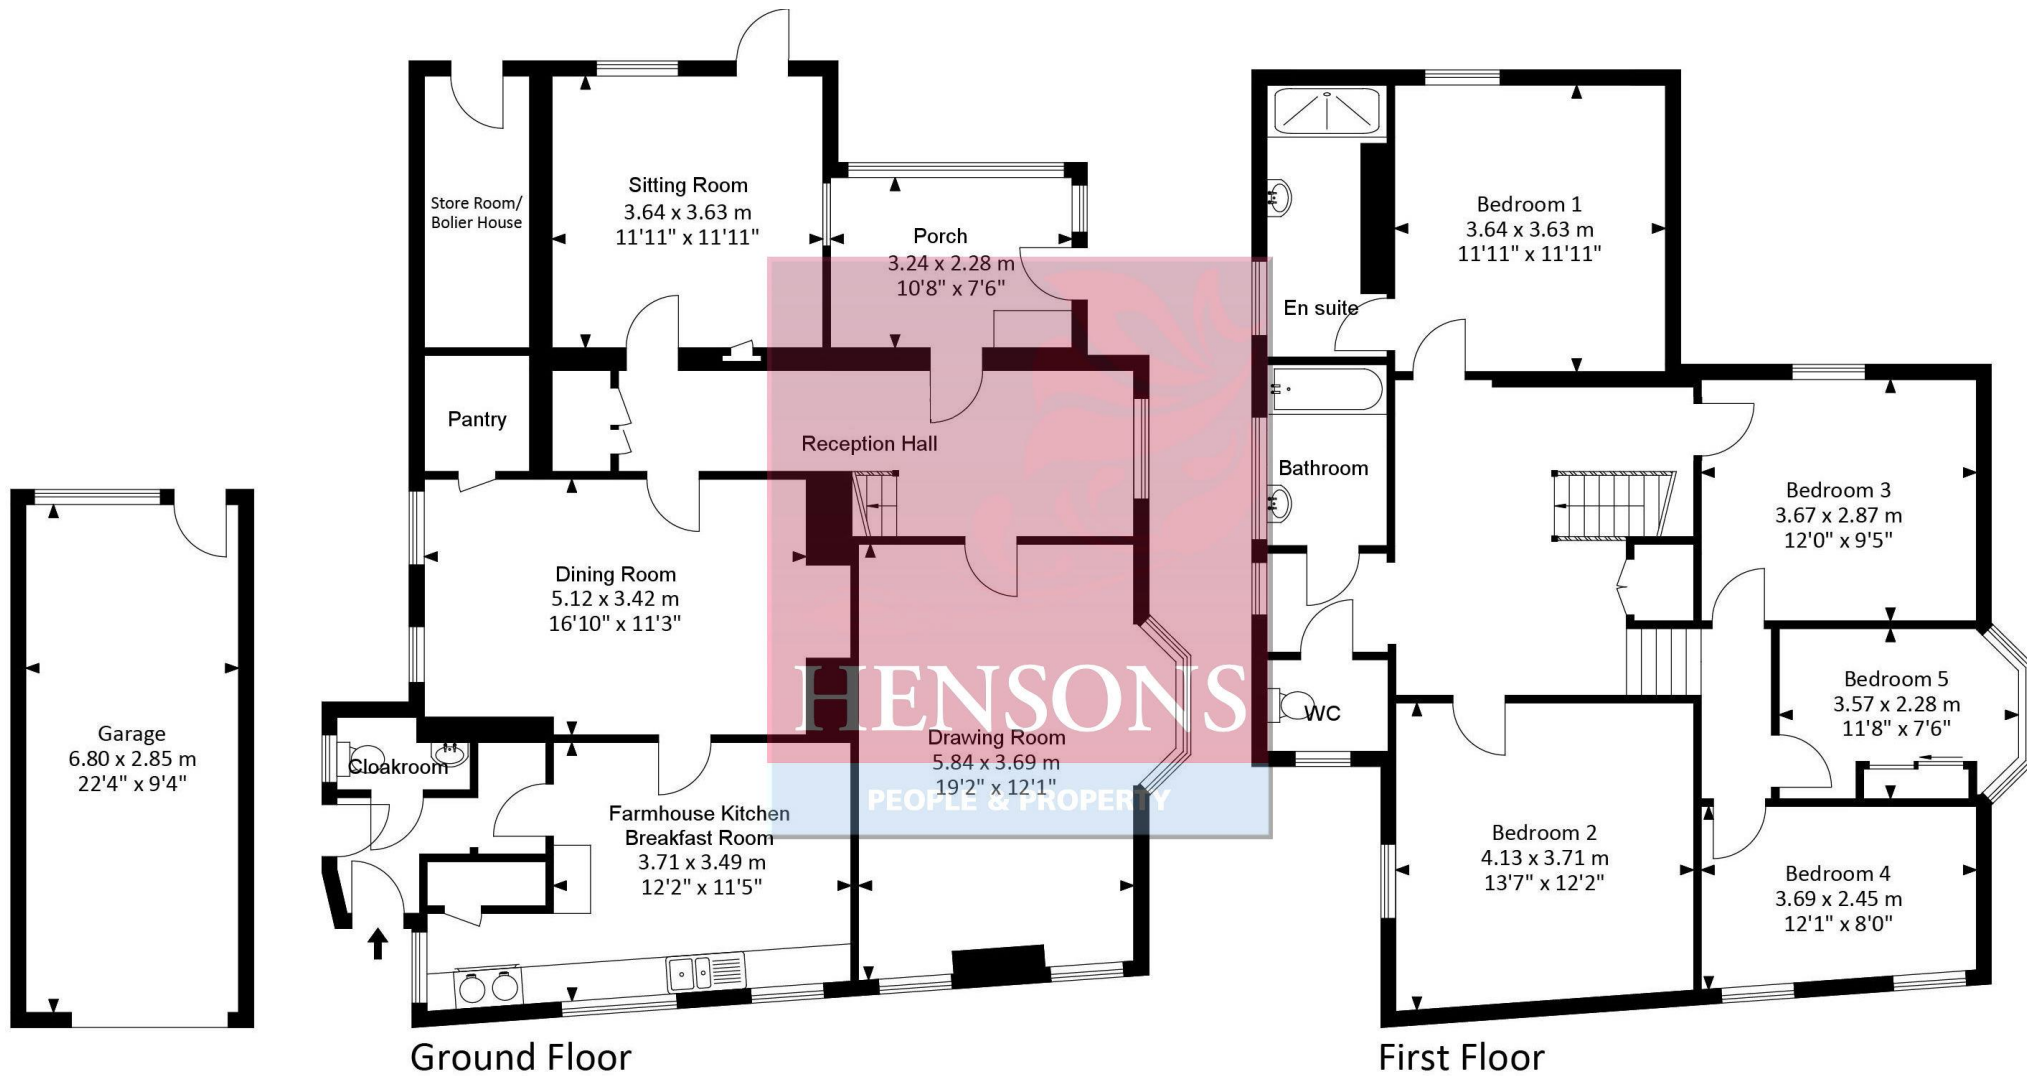 Store Room/
Bolier House
Sitting Room
3.64 x 3.63 m
11'11" x 11'11"
Porch
3.24 x 2.28 m
10'8" x 7'6"
Pantry
Reception Hall
Dining Room
5.12 x 3.42 m
16'10" x 11'3"
Garage
6.80 x 2.85 m
22'4" x 9'4"
Cloakroom
Farmhouse Kitchen
Breakfast Room
3.71 x 3.49 m
12'2" x 11'5"
HENSONS
Drawing Room
5.84 x 3.69 m
19'2" x 12'1"
PEOPLE & PROPERTY
Ground Floor
Bedroom 1
3.64 x 3.63 m
11'11" x 11'11"
En suite
Bathroom
Bedroom 3
3.67 x 2.87 m
12'0" x 9'5"
WC
Bedroom 5
3.57 x 2.28 m
11'8" x 7'6"
Bedroom 2
4.13 x 3.71 m
13'7" x 12'2"
Bedroom 4
3.69 x 2.45 m
12'1" x 8'0"
First Floor